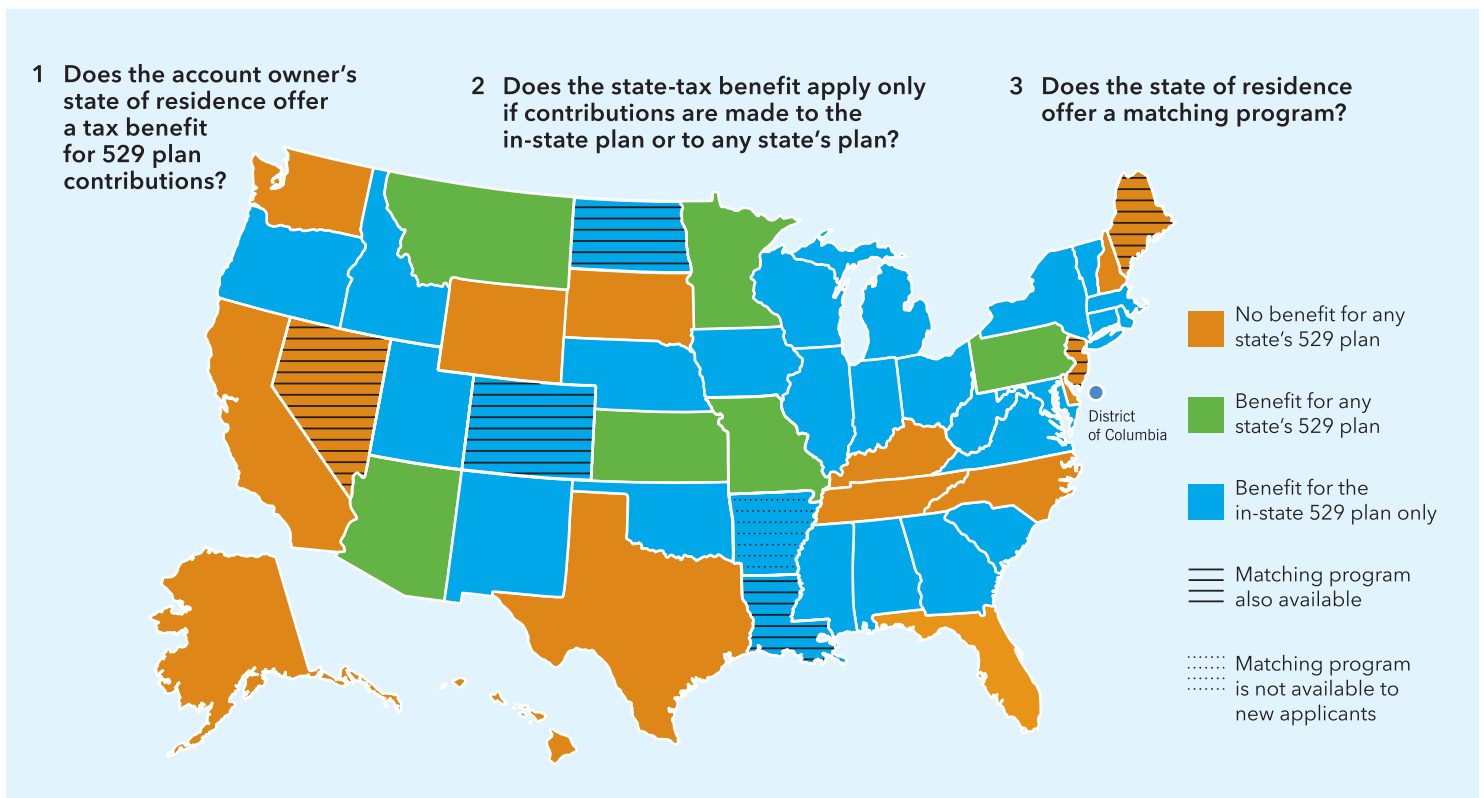 1 Does the account owner's
state of residence offer
a tax benefit
for 529 plan
contributions?
2 Does the state-tax benefit apply only
if contributions are made to the
in-state plan or to any state's plan?
3 Does the state of residence
offer a matching program?
District
of Columbia
No benefit for any
state's 529 plan
Benefit for any
state's 529 plan
Benefit for the
in-state 529 plan only
Matching program
also available
Matching program
is not available to
new applicants